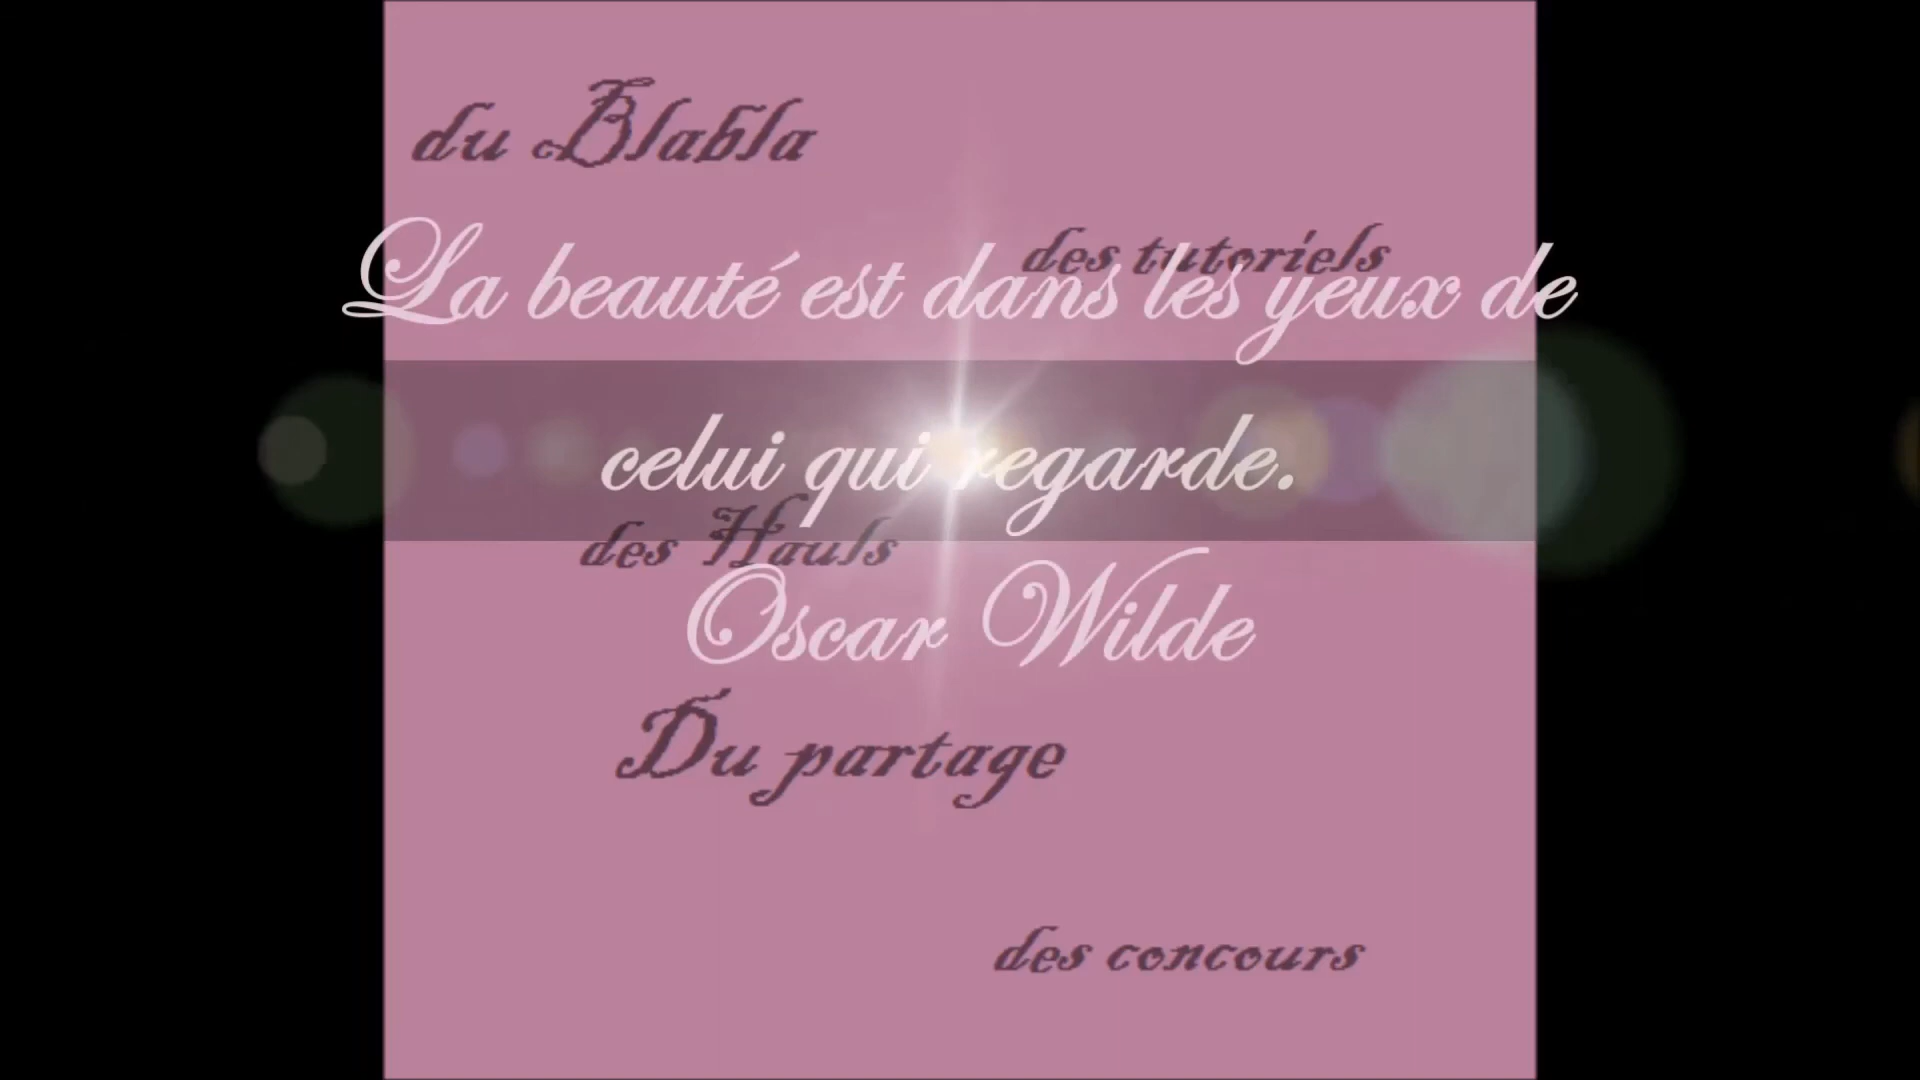 du Blabla
des tutoriels
La beauté est dans les yeux de
celui qui regarde.
des Hauls
Oscar Wilde
Du partage
des concours